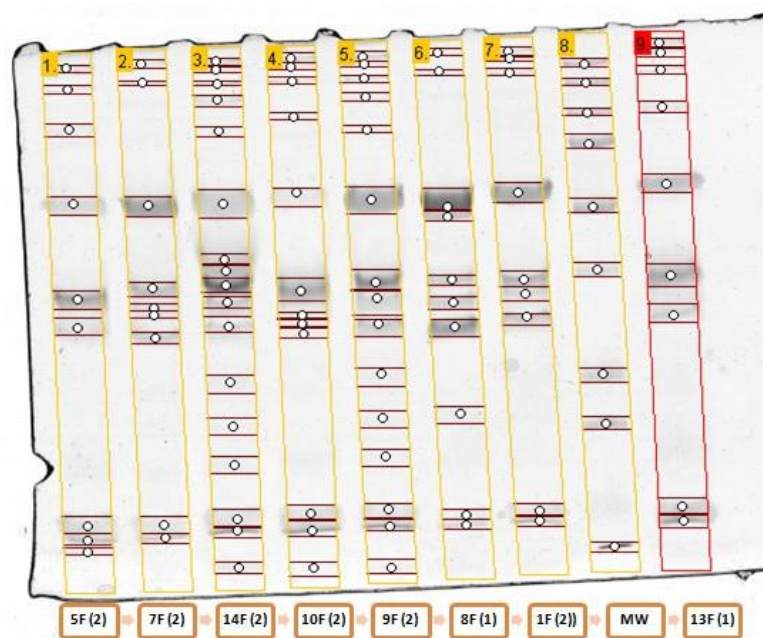 1. 2. 3. 4. 5. 6. 7. 8. 9.
5F (2) 7F (2) 14F (2) 10F (2) 9F (2) 8F (1) 1F (2)) MW 13F (1)